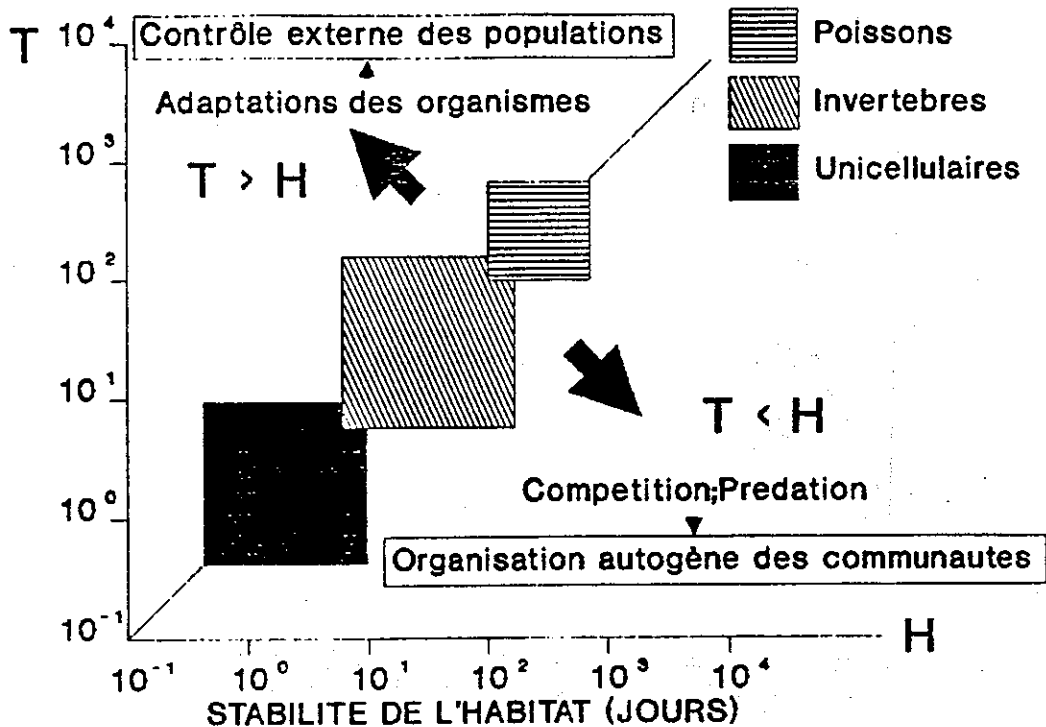 T
10⁴
Contrôle externe des populations
Adaptations des organismes
10³
T > H
10²
10¹
T < H
Competition;Predation
10⁰
Organisation autogène des communautes
10⁻¹
H
10⁻¹ 10⁰ 10¹ 10² 10³ 10⁴
STABILITE DE L'HABITAT (JOURS)
Poissons
Invertebres
Unicellulaires